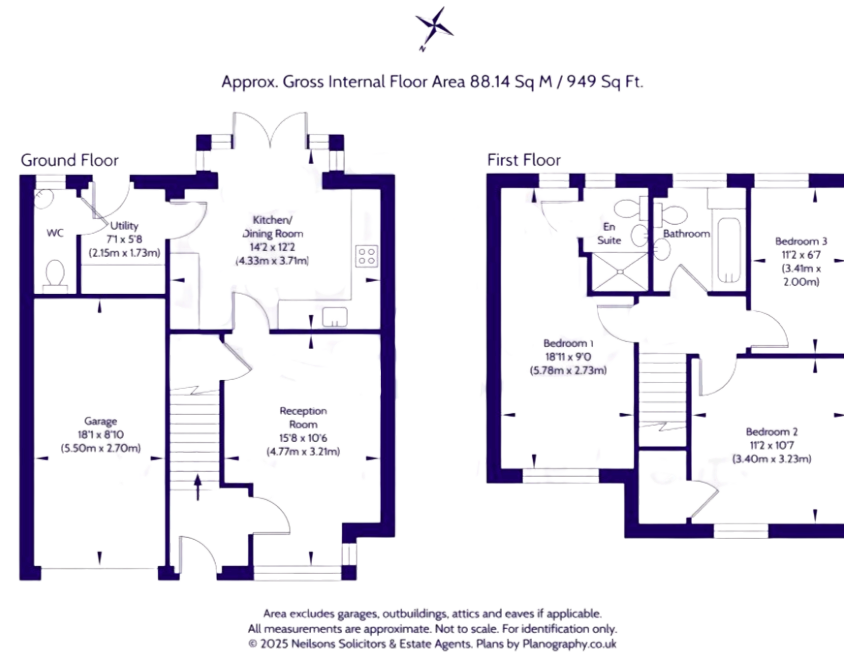 N
Approx. Gross Internal Floor Area 88.14 Sq M / 949 Sq Ft.
Ground Floor
WC
Utility
7'1 x 5'8
(2.15m x 1.73m)
Kitchen/
Dining Room
14'2 x 12'2
(4.33m x 3.71m)
Garage
18'1 x 8'10
(5.50m x 2.70m)
Reception
Room
15'8 x 10'6
(4.77m x 3.21m)
First Floor
En
Suite
Bathroom
Bedroom 3
11'2 x 6'7
(3.41m x
2.00m)
Bedroom 1
18'11 x 9'0
(5.78m x 2.73m)
Bedroom 2
11'2 x 10'7
(3.40m x 3.23m)
Area excludes garages, outbuildings, attics and eaves if applicable.
All measurements are approximate. Not to scale. For identification only.
© 2025 Neilsons Solicitors & Estate Agents. Plans by Planography.co.uk